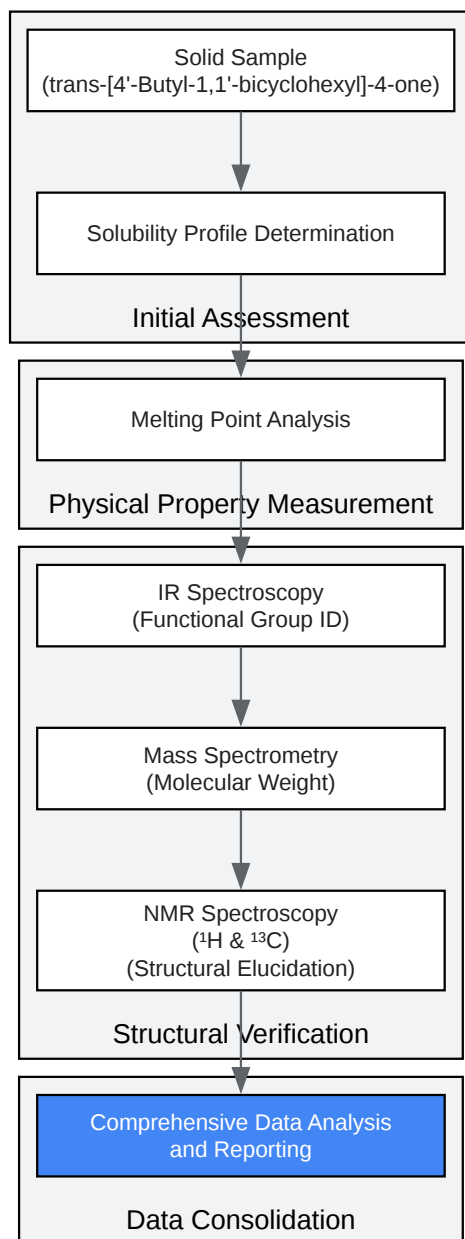 Solid Sample
(trans-[4'-Butyl-1,1'-bicyclohexyl]-4-one)
Solubility Profile Determination
Initial Assessment
Melting Point Analysis
Physical Property Measurement
IR Spectroscopy
(Functional Group ID)
Mass Spectrometry
(Molecular Weight)
NMR Spectroscopy
(¹H & ¹³C)
(Structural Elucidation)
Structural Verification
Comprehensive Data Analysis
and Reporting
Data Consolidation